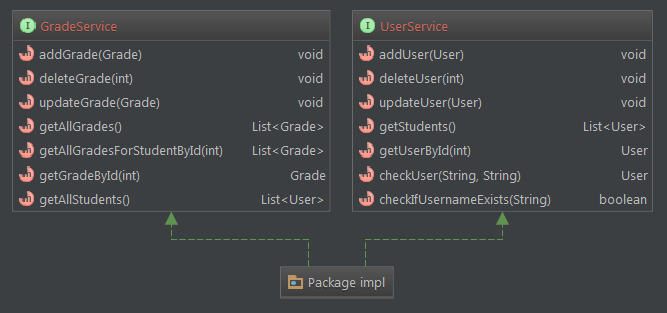 GradeService
addGrade(Grade) void
deleteGrade(int) void
updateGrade(Grade) void
getAllGrades() List<Grade>
getAllGradesForStudentById(int) List<Grade>
getGradeById(int) Grade
getAllStudents() List<User>
UserService
addUser(User) void
deleteUser(int) void
updateUser(User) void
getStudents() List<User>
getUserById(int) User
checkUser(String, String) User
checkIfUsernameExists(String) boolean
Package impl